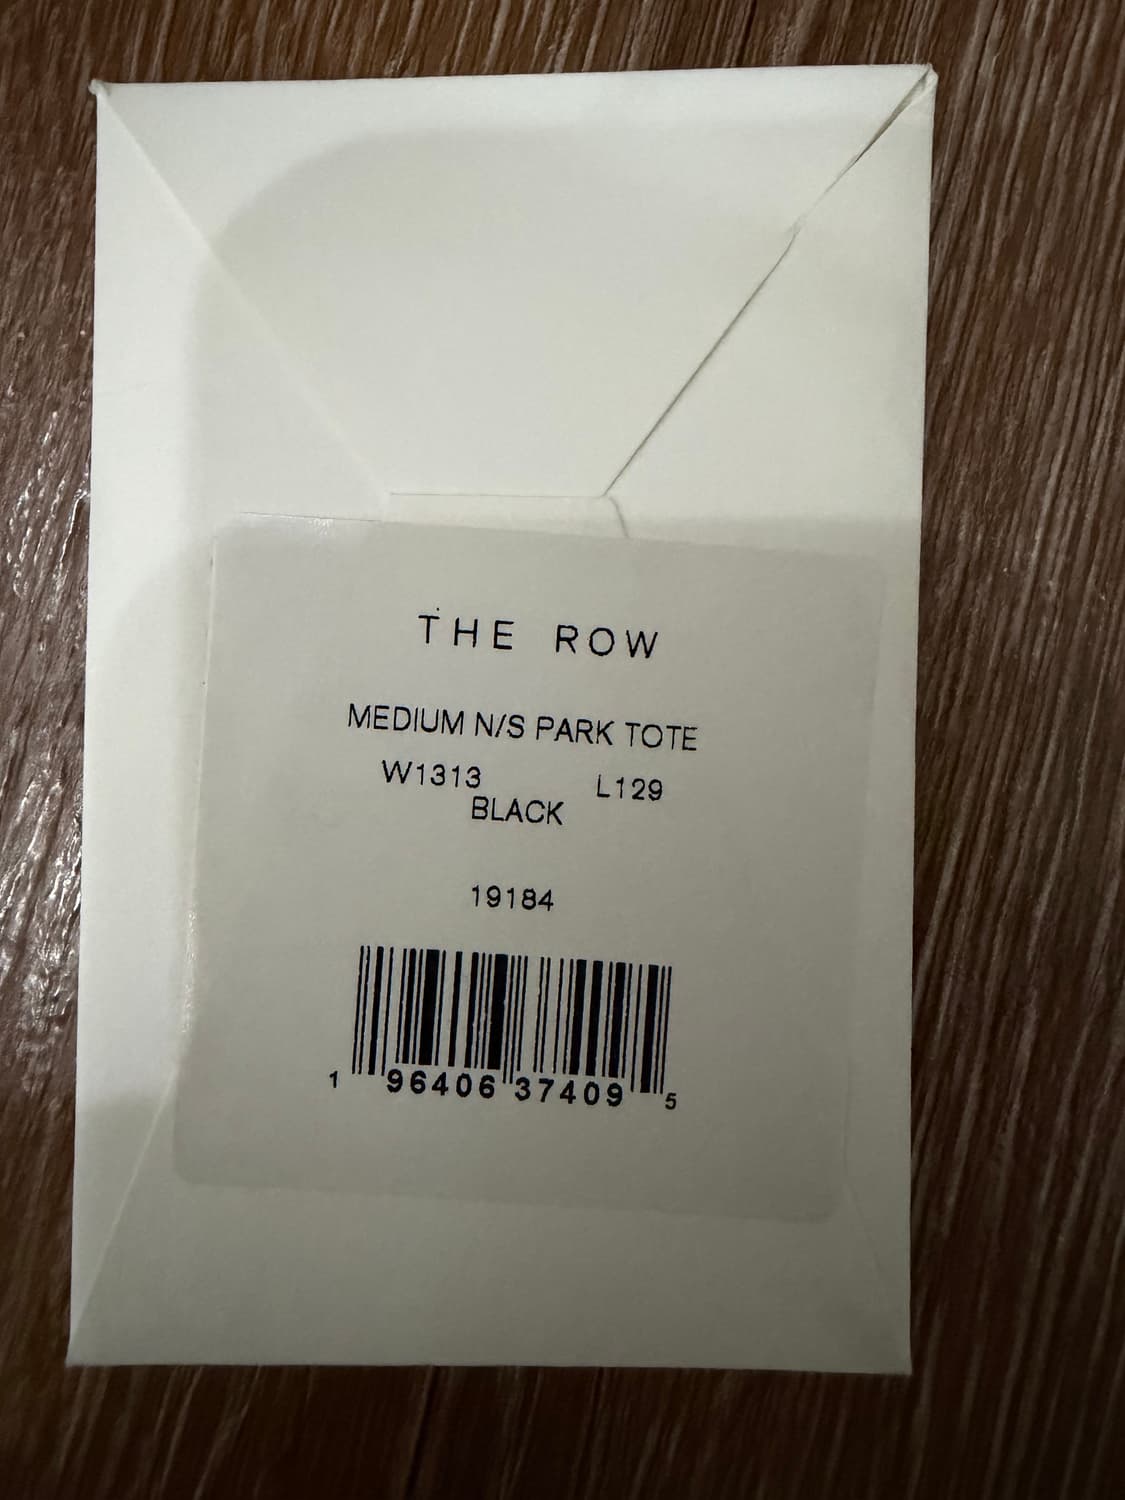 THE ROW
MEDIUM N/S PARK TOTE
W1313 L129
BLACK
19184
1 96406 37409 5